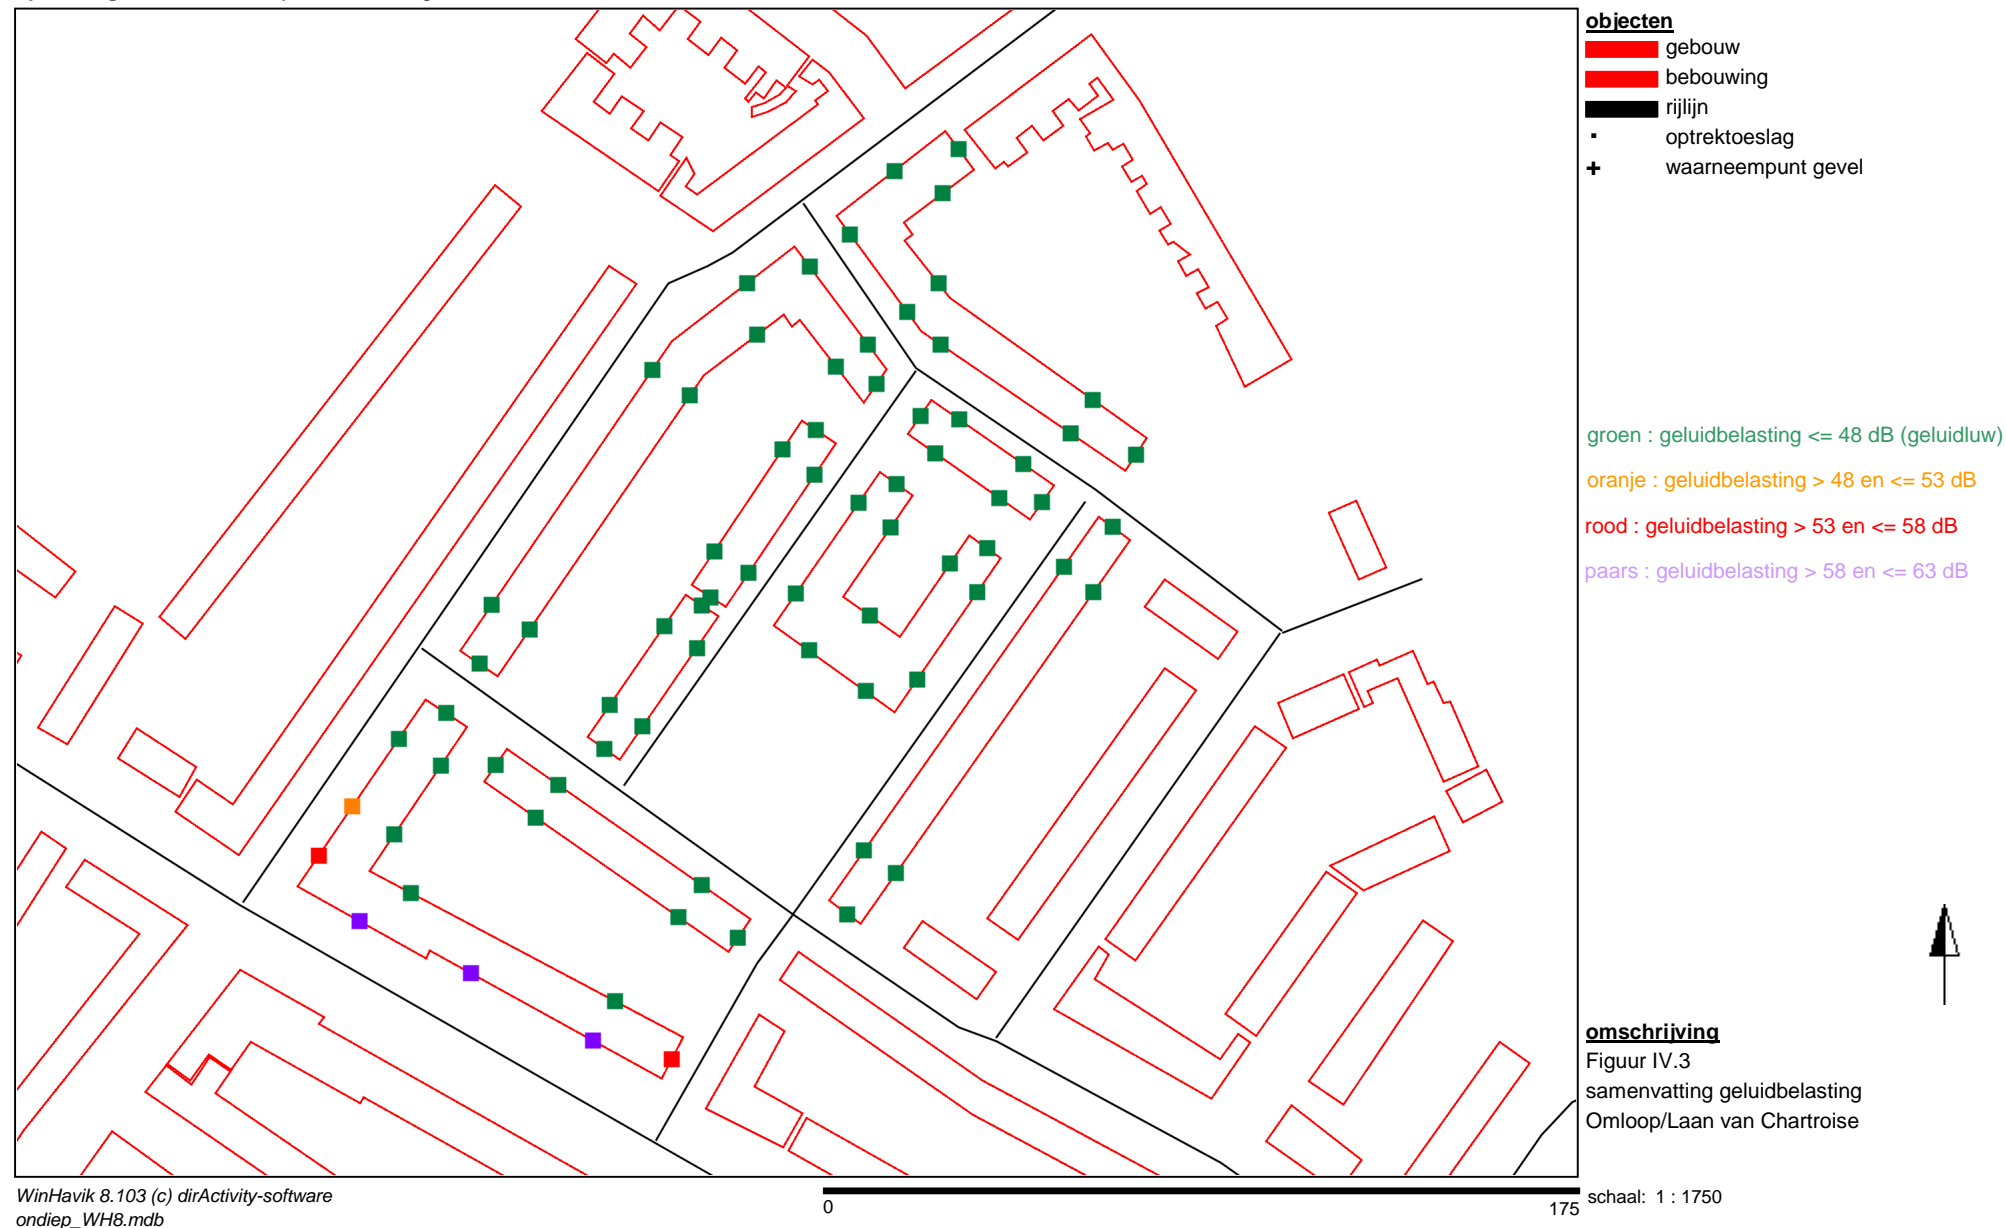 objecten
gebouw
bebouwing
rijlijn
optrektoeslag
waarneempunt gevel
groen : geluidbelasting <= 48 dB (geluidluw)
oranje : geluidbelasting > 48 en <= 53 dB
rood : geluidbelasting > 53 en <= 58 dB
paars : geluidbelasting > 58 en <= 63 dB
omschrijving
Figuur IV.3
samenvatting geluidbelasting
Omloop/Laan van Chartroise
WinHavik 8.103 (c) dirActivity-software
ondiep_WH8.mdb
0
175
schaal: 1 : 1750